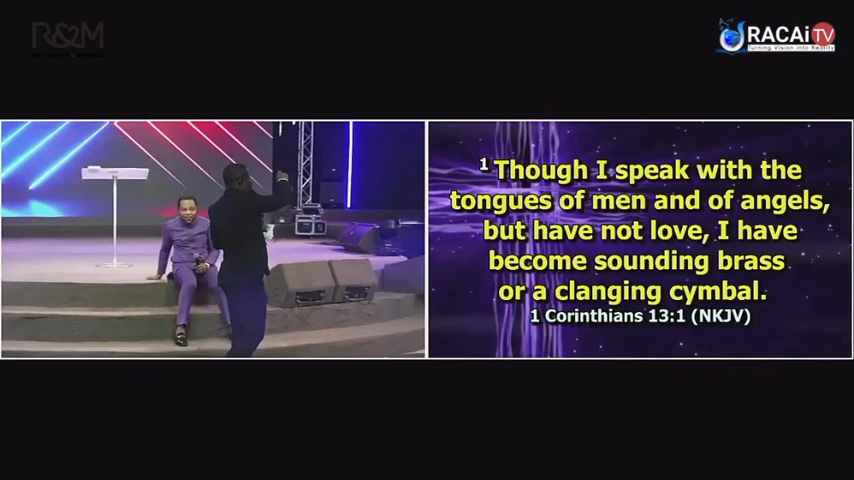 R&M
RACAi TV
Turning Vision into Reality
1 Though I speak with the
tongues of men and of angels,
but have not love, I have
become sounding brass
or a clanging cymbal.
1 Corinthians 13:1 (NKJV)